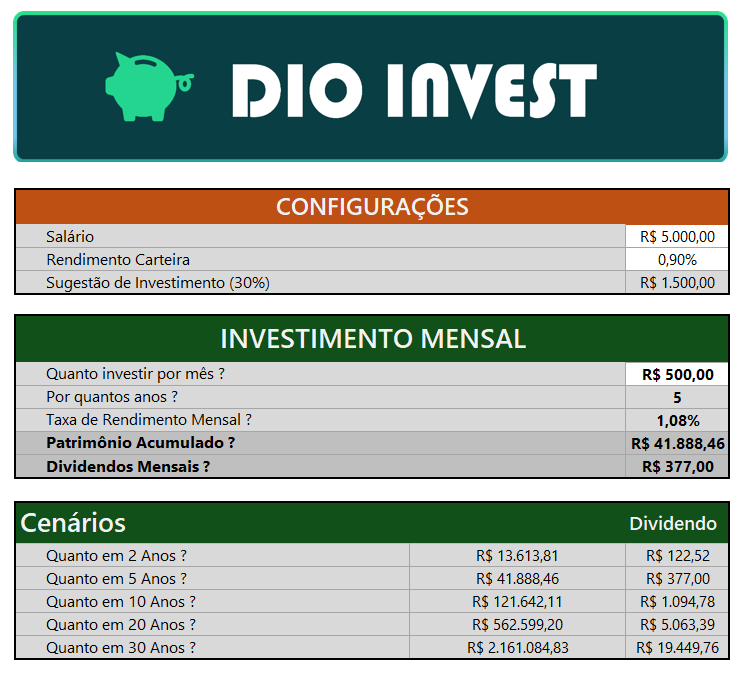 DIO INVEST
CONFIGURAÇÕES
Salário R$ 5.000,00
Rendimento Carteira 0,90%
Sugestão de Investimento (30%) R$ 1.500,00
INVESTIMENTO MENSAL
Quanto investir por mês ? R$ 500,00
Por quantos anos ? 5
Taxa de Rendimento Mensal ? 1,08%
Patrimônio Acumulado ? R$ 41.888,46
Dividendos Mensais ? R$ 377,00
Cenários Dividendo
Quanto em 2 Anos ? R$ 13.613,81 R$ 122,52
Quanto em 5 Anos ? R$ 41.888,46 R$ 377,00
Quanto em 10 Anos ? R$ 121.642,11 R$ 1.094,78
Quanto em 20 Anos ? R$ 562.599,20 R$ 5.063,39
Quanto em 30 Anos ? R$ 2.161.084,83 R$ 19.449,76